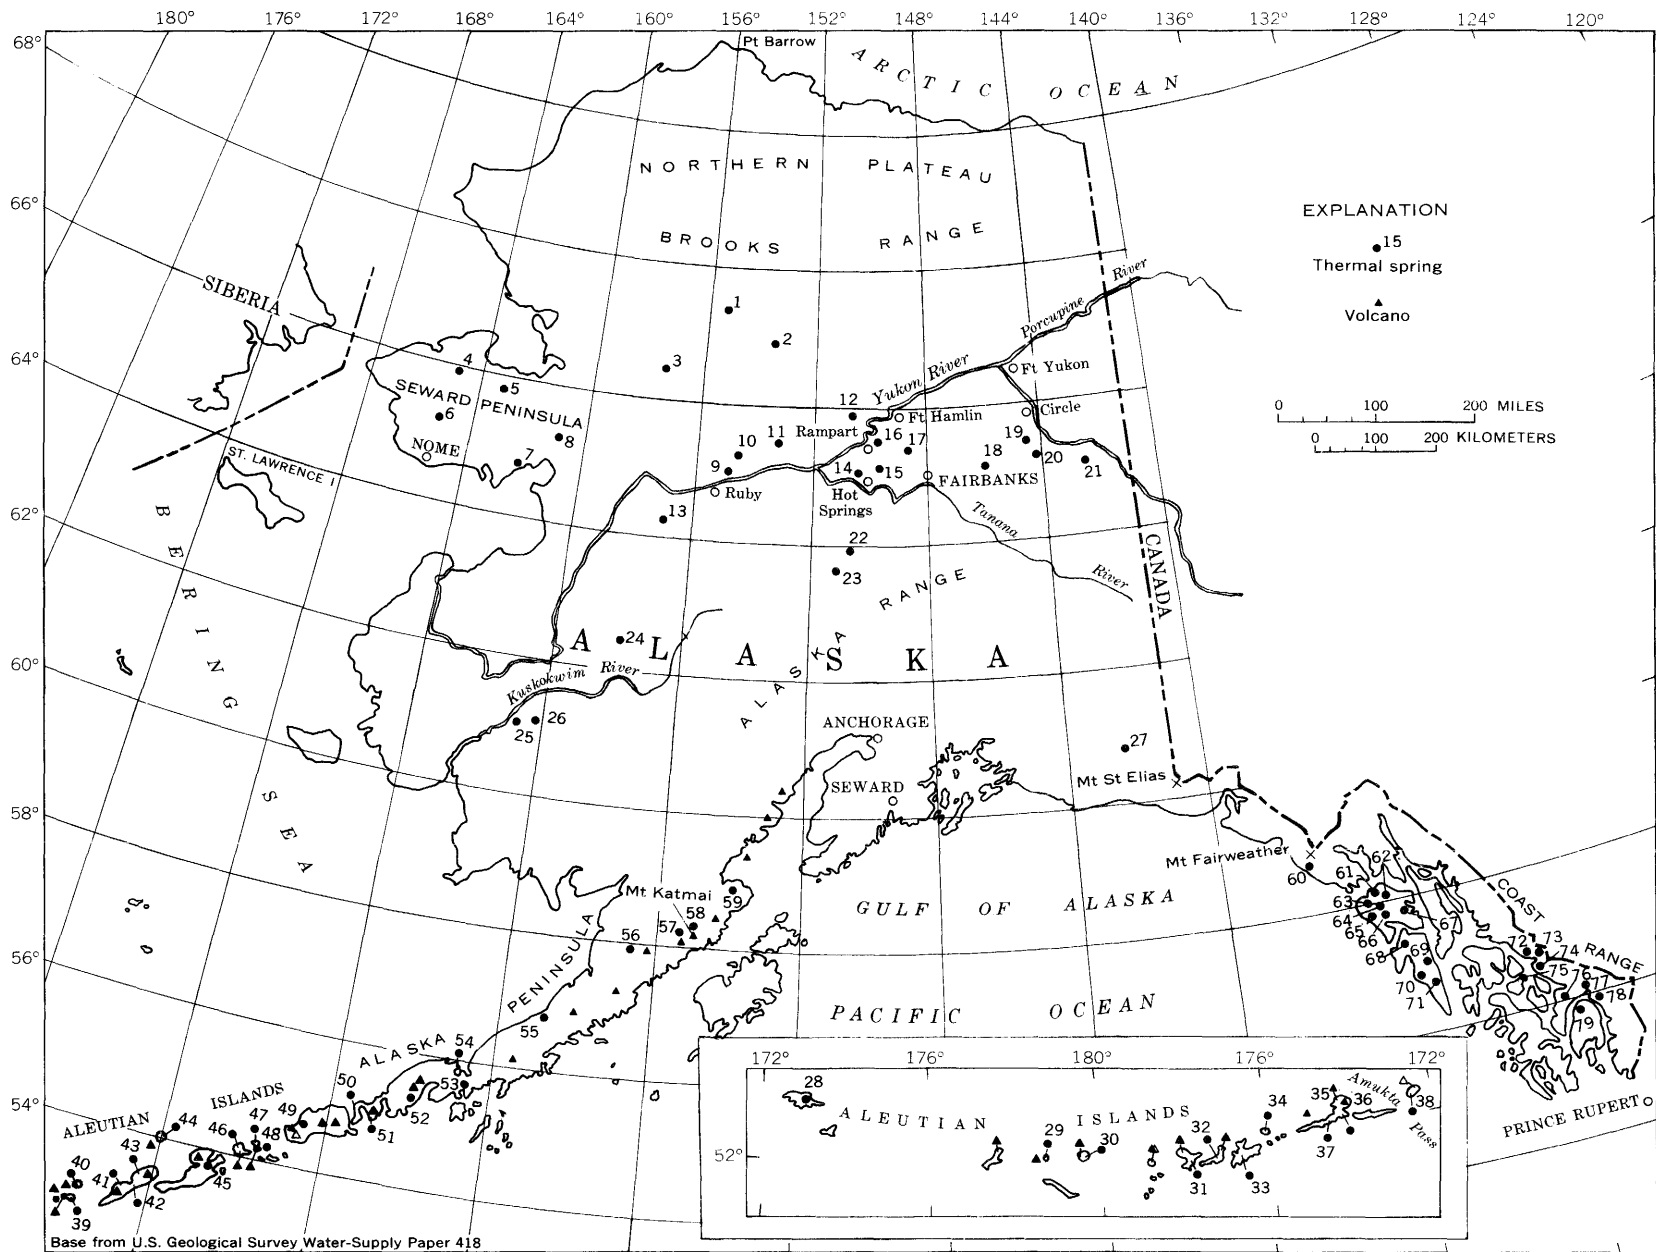 180° 176° 172° 168° 164° 160° 156° 152° 148° 144° 140° 136° 132° 128° 124° 120°
68°
Pt Barrow
ARCTIC OCEAN
NORTHERN PLATEAU
66°
BROOKS RANGE
EXPLANATION
15
Thermal spring
Volcano
SIBERIA
Porcupine River
1
2
3
64°
4
5
SEWARD PENINSULA
6
7
8
NOME
ST. LAWRENCE I
Yukon River
Ft Yukon
12
Ft Hamlin
Circle
Rampart
16
17
19
0 100 200 MILES
0 100 200 KILOMETERS
9
10
11
14
15
18
20
21
Ruby
Hot
Springs
FAIRBANKS
13
62°
Tanana River
22
23
CANADA
BERING SEA
ALASKA RANGE
24
ALASKA
60°
Kuskokwim River
25
26
ANCHORAGE
27
SEWARD
Mt St Elias
58°
Mt Fairweather
60
61
62
63
64
65
66
67
68
69
70
71
COAST RANGE
72
73
74
75
76
77
78
79
Mt Katmai
59
58
57
56
GULF OF ALASKA
56°
PACIFIC OCEAN
ALASKA PENINSULA
55
54
53
52
51
50
54°
ALEUTIAN ISLANDS
49
48
47
46
45
44
43
42
41
40
39
PRINCE RUPERT
172° 176° 180° 176° 172°
28
ALEUTIAN ISLANDS
Amukta Pass
52°
29
30
31
32
33
34
35
36
37
38
Base from U.S. Geological Survey Water-Supply Paper 418